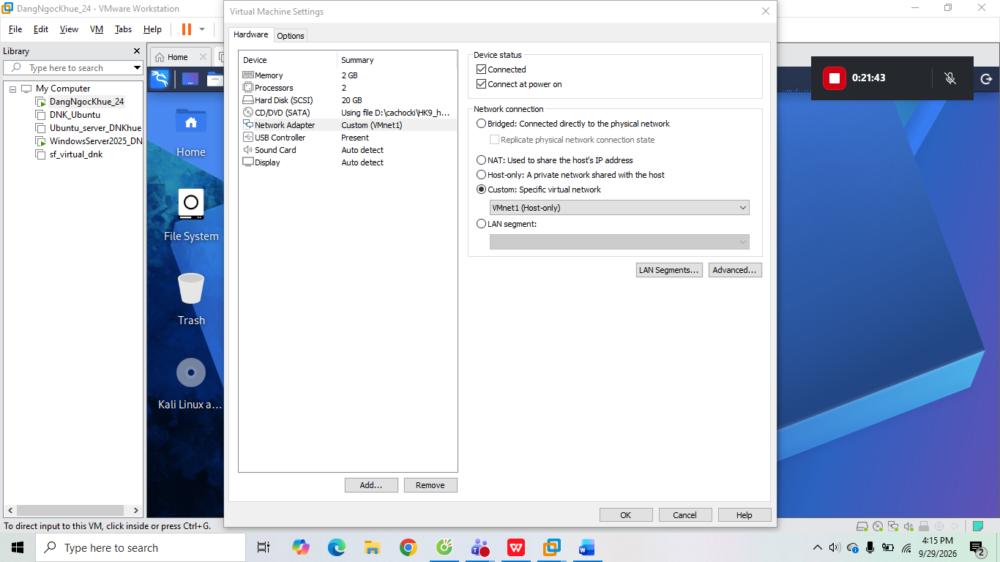 DangNgocKhue_24 - VMware Workstation
File Edit View VM Tabs Help
Library
Type here to search
My Computer
DangNgocKhue_24
DNK_Ubuntu
Ubuntu_server_DNKhue
WindowsServer2025_DN
sf_virtual_dnk
Home
Home
File System
Trash
Kali Linux a...
Virtual Machine Settings
Hardware Options
Device Summary
Memory 2 GB
Processors 2
Hard Disk (SCSI) 20 GB
CD/DVD (SATA) Using file D:\cachocki\HK9_h...
Network Adapter Custom (VMnet1)
USB Controller Present
Sound Card Auto detect
Display Auto detect
Add... Remove
Device status
Connected
Connect at power on
Network connection
Bridged: Connected directly to the physical network
Replicate physical network connection state
NAT: Used to share the host's IP address
Host-only: A private network shared with the host
Custom: Specific virtual network
VMnet1 (Host-only)
LAN segment:
LAN Segments... Advanced...
OK Cancel Help
0:21:43
To direct input to this VM, click inside or press Ctrl+G.
Type here to search
4:15 PM
9/29/2026
2